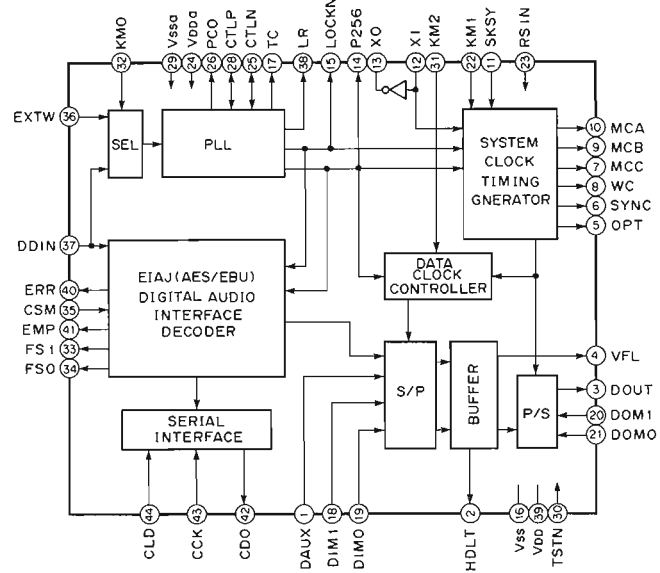 KMO
Vssa
VDDa
PCO
CTLP
CTLN
TC
LR
LOCKN
P256
XO
XI
KM2
KM1
SKSY
RSIN
32
29
24
26
28
25
17
38
15
14
13
12
31
22
11
23
EXTW 36
SEL
PLL
SYSTEM
CLOCK
TIMING
GNERATOR
10 MCA
9 MCB
7 MCC
8 WC
6 SYNC
5 OPT
DDIN 37
EIAJ(AES/EBU)
DIGITAL AUDIO
INTERFACE
DECODER
DATA
CLOCK
CONTROLLER
ERR 40
CSM 35
EMP 41
FS1 33
FS0 34
S/P
BUFFER
P/S
4 VFL
3 DOUT
20 DOM1
21 DOM0
SERIAL
INTERFACE
44
43
42
1
18
19
2
16
39
30
CLD
CCK
CDO
DAUX
DIM1
DIM0
HDLT
Vss
VDD
TSTN